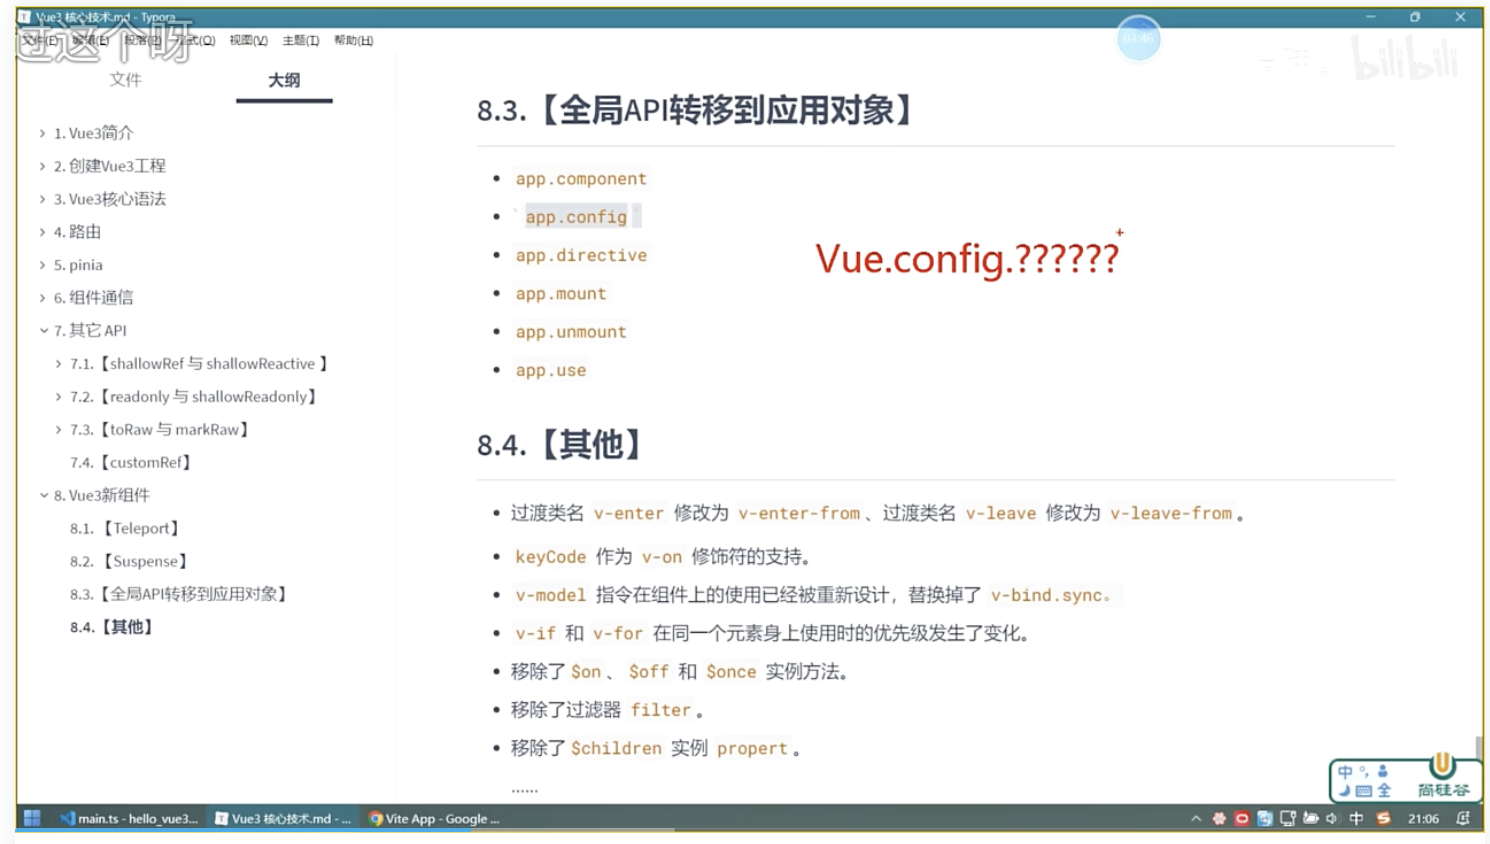 Vue3 核心技术.md - Typora
过这个呀
文件(F) 编辑(E) 段落(P) 格式(O) 视图(V) 主题(T) 帮助(H)
03:46
bilibili
文件 大纲
1. Vue3简介
2. 创建Vue3工程
3. Vue3核心语法
4. 路由
5. pinia
6. 组件通信
7. 其它 API
7.1.【shallowRef 与 shallowReactive 】
7.2.【readonly 与 shallowReadonly】
7.3.【toRaw 与 markRaw】
7.4.【customRef】
8. Vue3新组件
8.1. 【Teleport】
8.2. 【Suspense】
8.3.【全局API转移到应用对象】
8.4.【其他】
8.3.【全局API转移到应用对象】
• app.component
• `app.config`
• app.directive
• app.mount
• app.unmount
• app.use
Vue.config.??????
8.4.【其他】
• 过渡类名 v-enter 修改为 v-enter-from 、过渡类名 v-leave 修改为 v-leave-from 。
• keyCode 作为 v-on 修饰符的支持。
• v-model 指令在组件上的使用已经被重新设计，替换掉了 v-bind.sync。
• v-if 和 v-for 在同一个元素身上使用时的优先级发生了变化。
• 移除了 $on 、 $off 和 $once 实例方法。
• 移除了过滤器 filter 。
• 移除了 $children 实例 propert 。
......
中 °, 全
尚硅谷
main.ts - hello_vue3... Vue3 核心技术.md - ... Vite App - Google ...
中 21:06